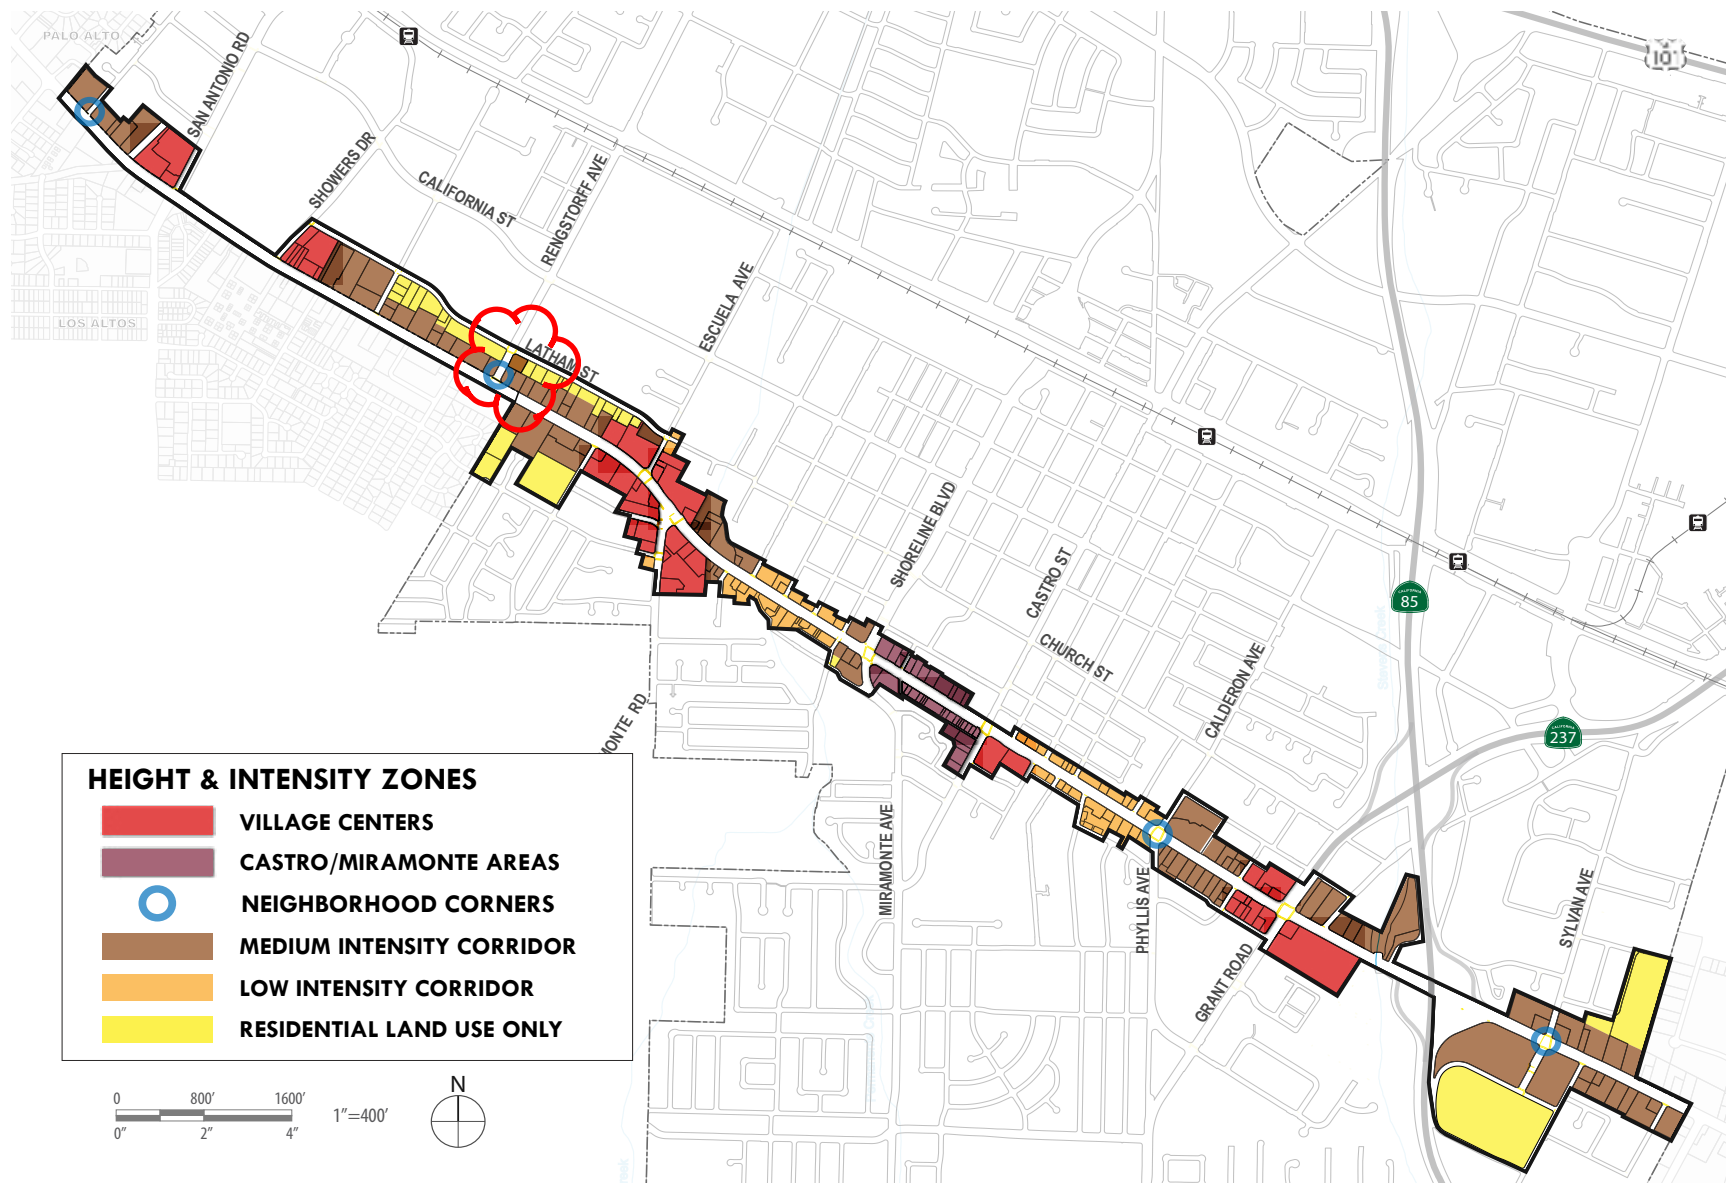 PALO ALTO
SAN ANTONIO RD
SHOWERS DR
CALIFORNIA ST
RENGSTORFF AVE
ESCUELA AVE
LOS ALTOS
LATHAM ST
SHORELINE BLVD
CASTRO ST
CHURCH ST
CALDERON AVE
CALIFORNIA
85
CALIFORNIA
237
MONTE RD
MIRAMONTE AVE
PHYLLIS AVE
GRANT ROAD
SYLVAN AVE
HEIGHT & INTENSITY ZONES
VILLAGE CENTERS
CASTRO/MIRAMONTE AREAS
NEIGHBORHOOD CORNERS
MEDIUM INTENSITY CORRIDOR
LOW INTENSITY CORRIDOR
RESIDENTIAL LAND USE ONLY
0 800' 1600'
0" 2" 4"
1"=400'
N